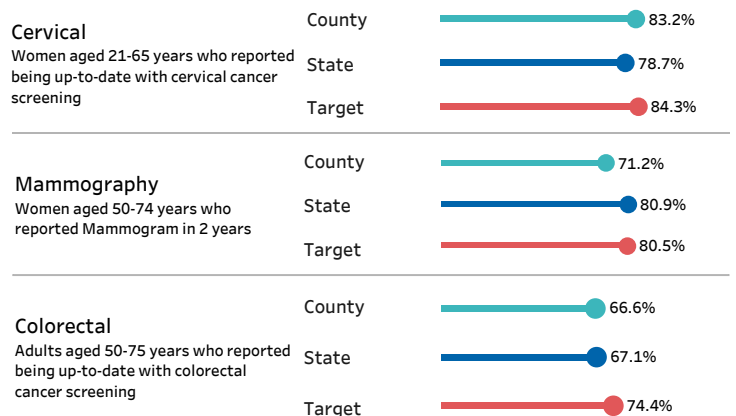 Cervical
Women aged 21-65 years who reported
being up-to-date with cervical cancer
screening
County
83.2%
State
78.7%
Target
84.3%
Mammography
Women aged 50-74 years who
reported Mammogram in 2 years
County
71.2%
State
80.9%
Target
80.5%
Colorectal
Adults aged 50-75 years who reported
being up-to-date with colorectal
cancer screening
County
66.6%
State
67.1%
Target
74.4%